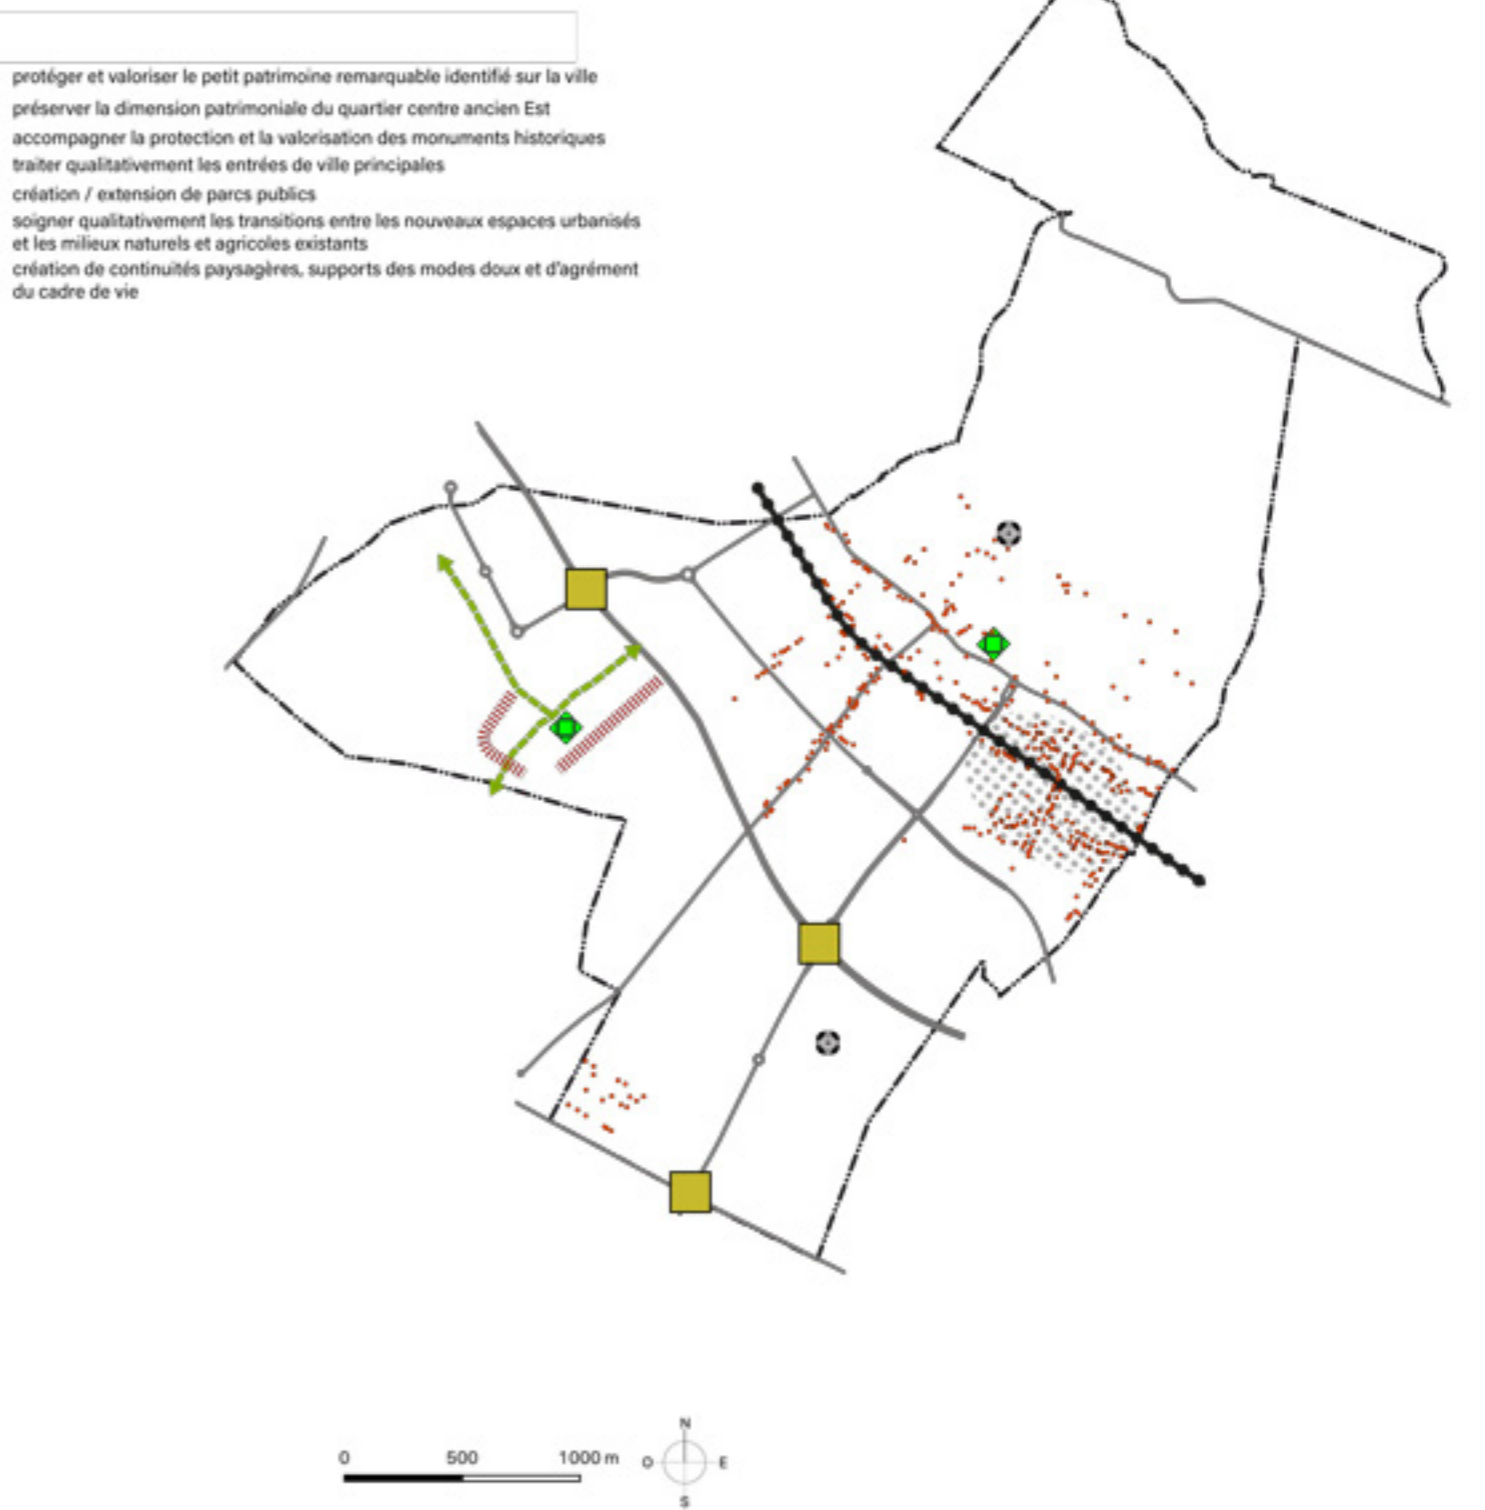 protéger et valoriser le petit patrimoine remarquable identifié sur la ville
préserver la dimension patrimoniale du quartier centre ancien Est
accompagner la protection et la valorisation des monuments historiques
traiter qualitativement les entrées de ville principales
création / extension de parcs publics
soigner qualitativement les transitions entre les nouveaux espaces urbanisés
et les milieux naturels et agricoles existants
création de continuités paysagères, supports des modes doux et d'agrément
du cadre de vie
N
0 500 1000 m
O E
S